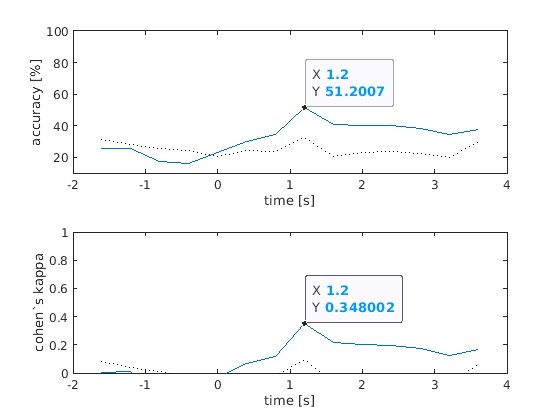 100
80
60
40
20
accuracy [%]
X 1.2
Y 51.2007
-2 -1 0 1 2 3 4
time [s]
1
0.8
0.6
0.4
0.2
0
cohen`s kappa
X 1.2
Y 0.348002
-2 -1 0 1 2 3 4
time [s]